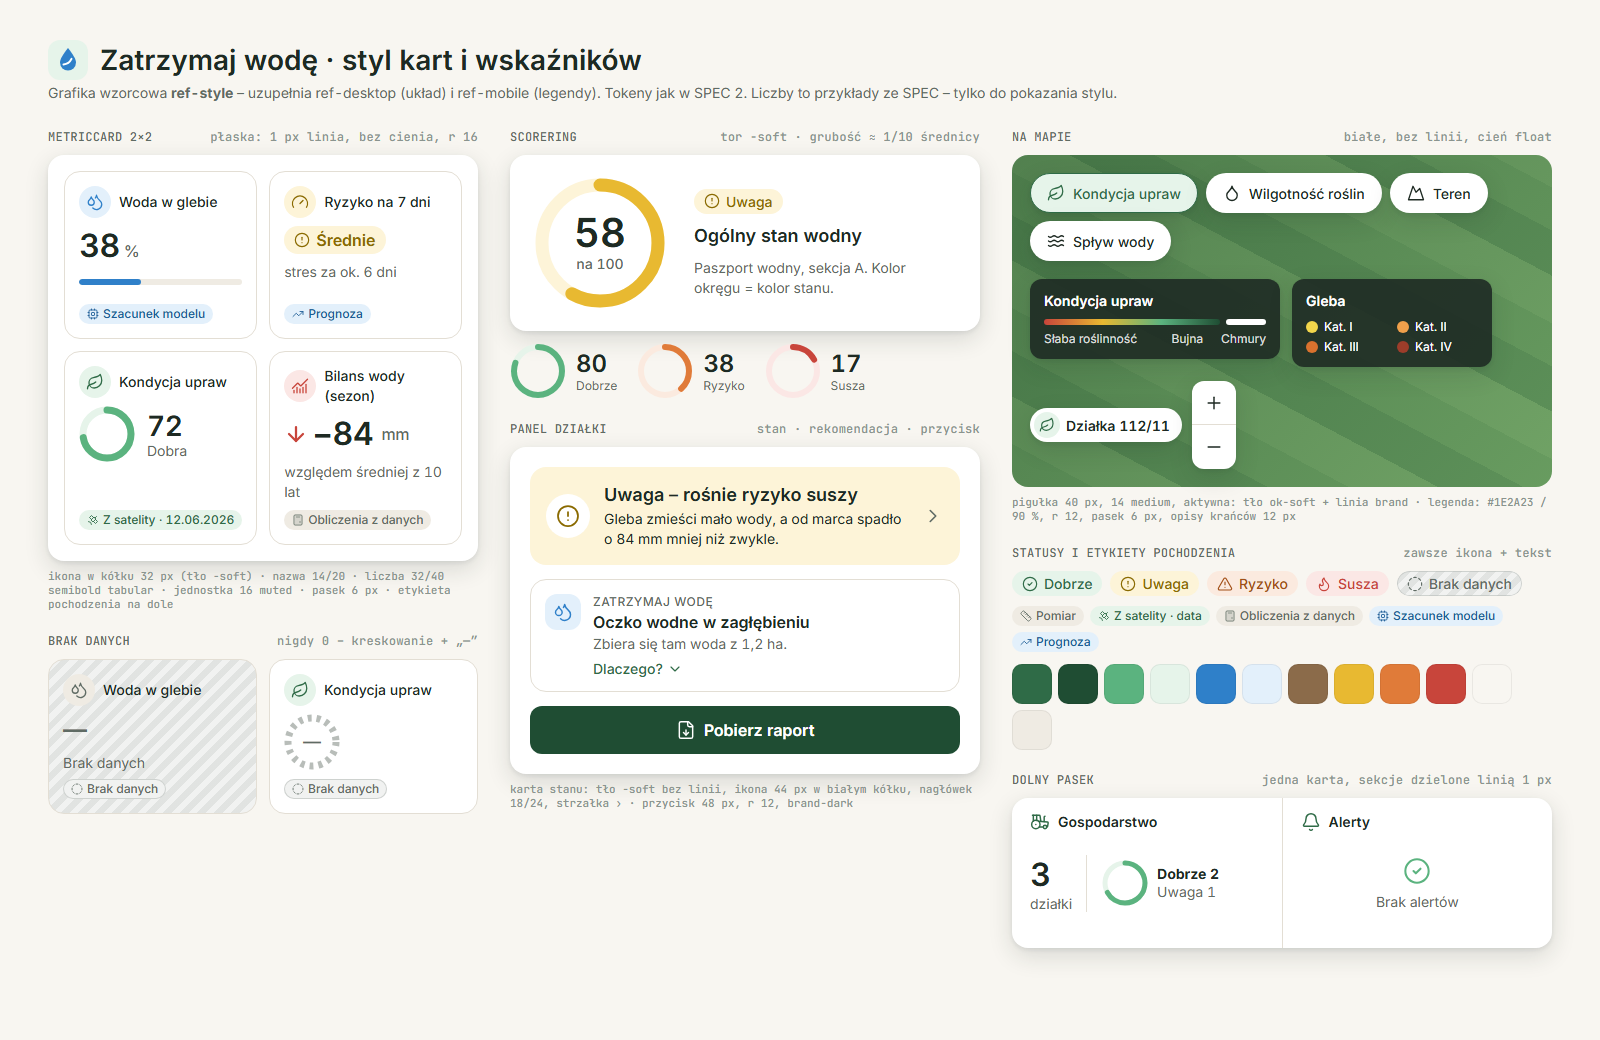 Zatrzymaj wodę · styl kart i wskaźników
Grafika wzorcowa ref-style – uzupełnia ref-desktop (układ) i ref-mobile (legendy). Tokeny jak w SPEC 2. Liczby to przykłady ze SPEC – tylko do pokazania stylu.
METRICCARD 2×2
płaska: 1 px linia, bez cienia, r 16
Woda w glebie
38 %
Szacunek modelu
Ryzyko na 7 dni
Średnie
stres za ok. 6 dni
Prognoza
Kondycja upraw
72
Dobra
Z satelity · 12.06.2026
Bilans wody
(sezon)
−84 mm
względem średniej z 10
lat
Obliczenia z danych
ikona w kółku 32 px (tło -soft) · nazwa 14/20 · liczba 32/40
semibold tabular · jednostka 16 muted · pasek 6 px · etykieta
pochodzenia na dole
BRAK DANYCH
nigdy 0 – kreskowanie + „—”
Woda w glebie
—
Brak danych
Brak danych
Kondycja upraw
—
Brak danych
SCORERING
tor -soft · grubość ≈ 1/10 średnicy
58
na 100
Uwaga
Ogólny stan wodny
Paszport wodny, sekcja A. Kolor
okręgu = kolor stanu.
80
Dobrze
38
Ryzyko
17
Susza
PANEL DZIAŁKI
stan · rekomendacja · przycisk
Uwaga – rośnie ryzyko suszy
Gleba zmieści mało wody, a od marca spadło
o 84 mm mniej niż zwykle.
ZATRZYMAJ WODĘ
Oczko wodne w zagłębieniu
Zbiera się tam woda z 1,2 ha.
Dlaczego?
Pobierz raport
karta stanu: tło -soft bez linii, ikona 44 px w białym kółku, nagłówek
18/24, strzałka › · przycisk 48 px, r 12, brand-dark
NA MAPIE
białe, bez linii, cień float
Kondycja upraw
Wilgotność roślin
Teren
Spływ wody
Kondycja upraw
Słaba roślinność
Bujna
Chmury
Gleba
Kat. I
Kat. II
Kat. III
Kat. IV
Działka 112/11
+
−
pigułka 40 px, 14 medium, aktywna: tło ok-soft + linia brand · legenda: #1E2A23 /
90 %, r 12, pasek 6 px, opisy krańców 12 px
STATUSY I ETYKIETY POCHODZENIA
zawsze ikona + tekst
Dobrze
Uwaga
Ryzyko
Susza
Brak danych
Pomiar
Z satelity · data
Obliczenia z danych
Szacunek modelu
Prognoza
DOLNY PASEK
jedna karta, sekcje dzielone linią 1 px
Gospodarstwo
3
działki
Dobrze 2
Uwaga 1
Alerty
Brak alertów